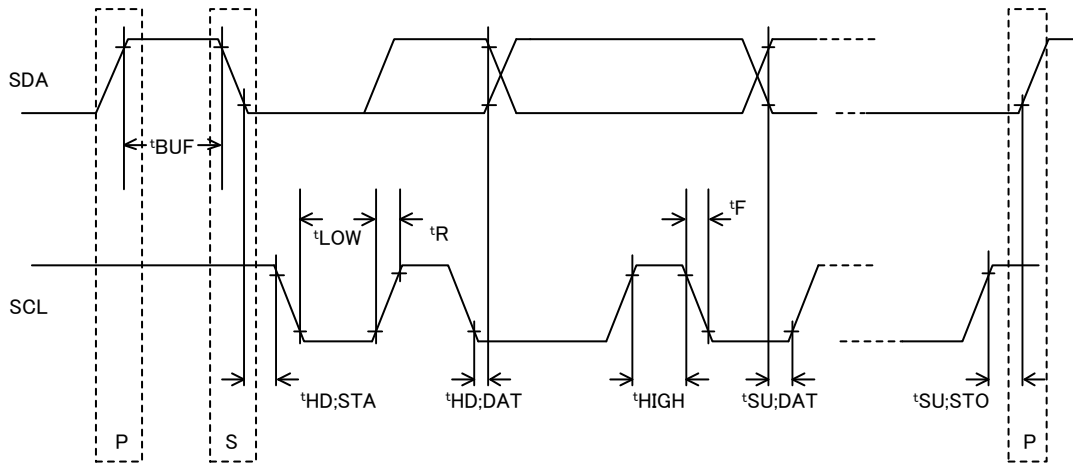 SDA
tBUF
tLOW
tR
tF
SCL
tHD;STA
tHD;DAT
tHIGH
tSU;DAT
tSU;STO
P
S
P